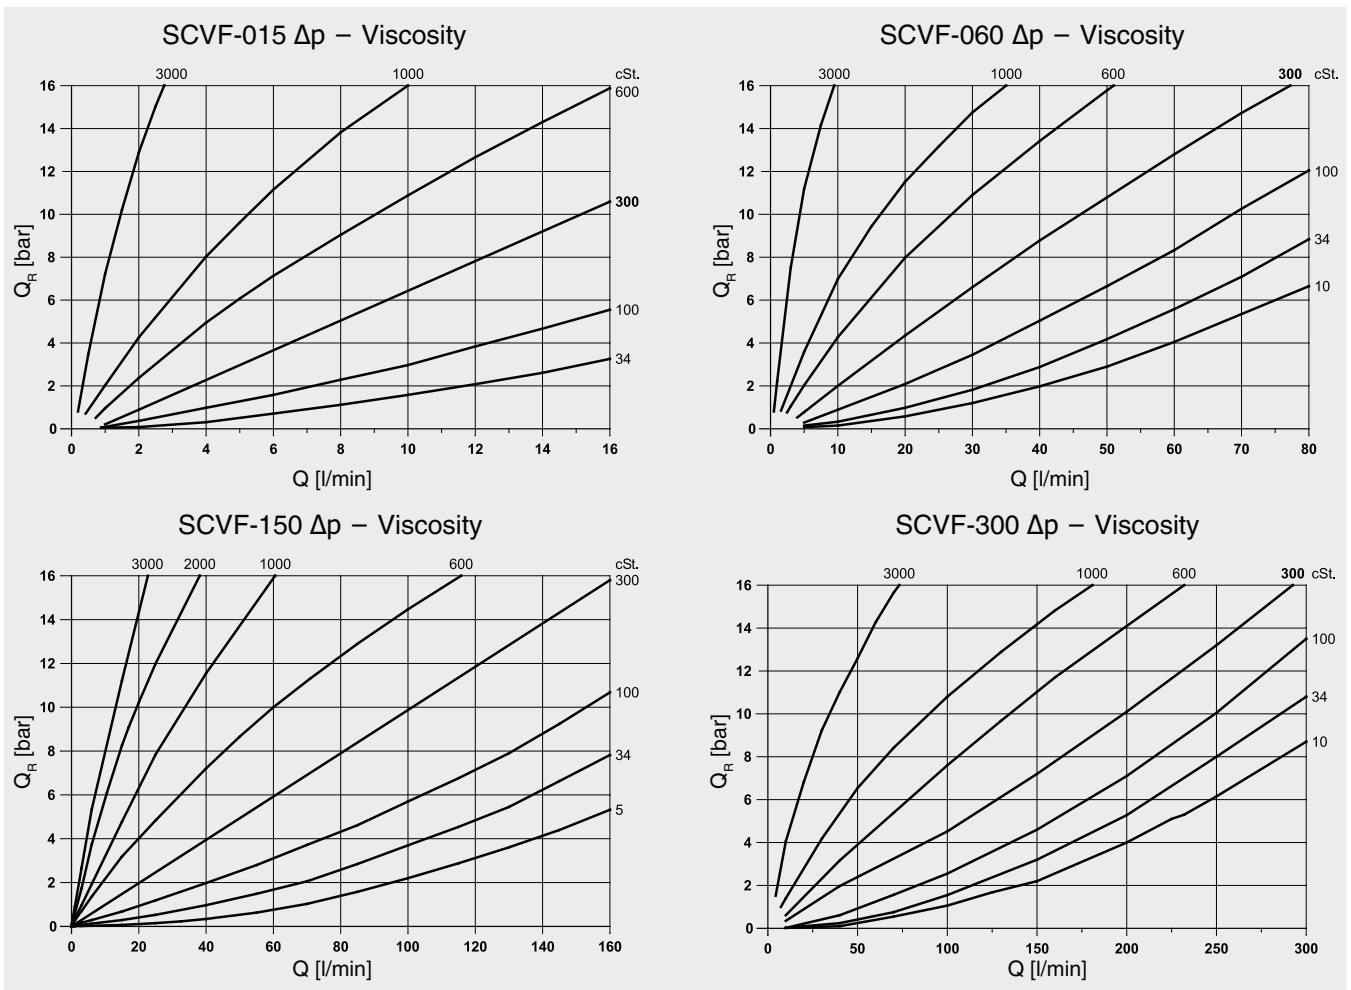 SCVF-015 Δp – Viscosity
3000 1000 cSt.
600
300
100
34
16
14
12
10
8
6
4
2
0
Q_R [bar]
0 2 4 6 8 10 12 14 16
Q [l/min]
SCVF-060 Δp – Viscosity
3000 1000 600 300 cSt.
100
34
10
16
14
12
10
8
6
4
2
0
Q_R [bar]
0 10 20 30 40 50 60 70 80
Q [l/min]
SCVF-150 Δp – Viscosity
3000 2000 1000 600 cSt.
300
100
34
5
16
14
12
10
8
6
4
2
0
Q_R [bar]
0 20 40 60 80 100 120 140 160
Q [l/min]
SCVF-300 Δp – Viscosity
3000 1000 600 300 cSt.
100
34
10
16
14
12
10
8
6
4
2
0
Q_R [bar]
0 50 100 150 200 250 300
Q [l/min]